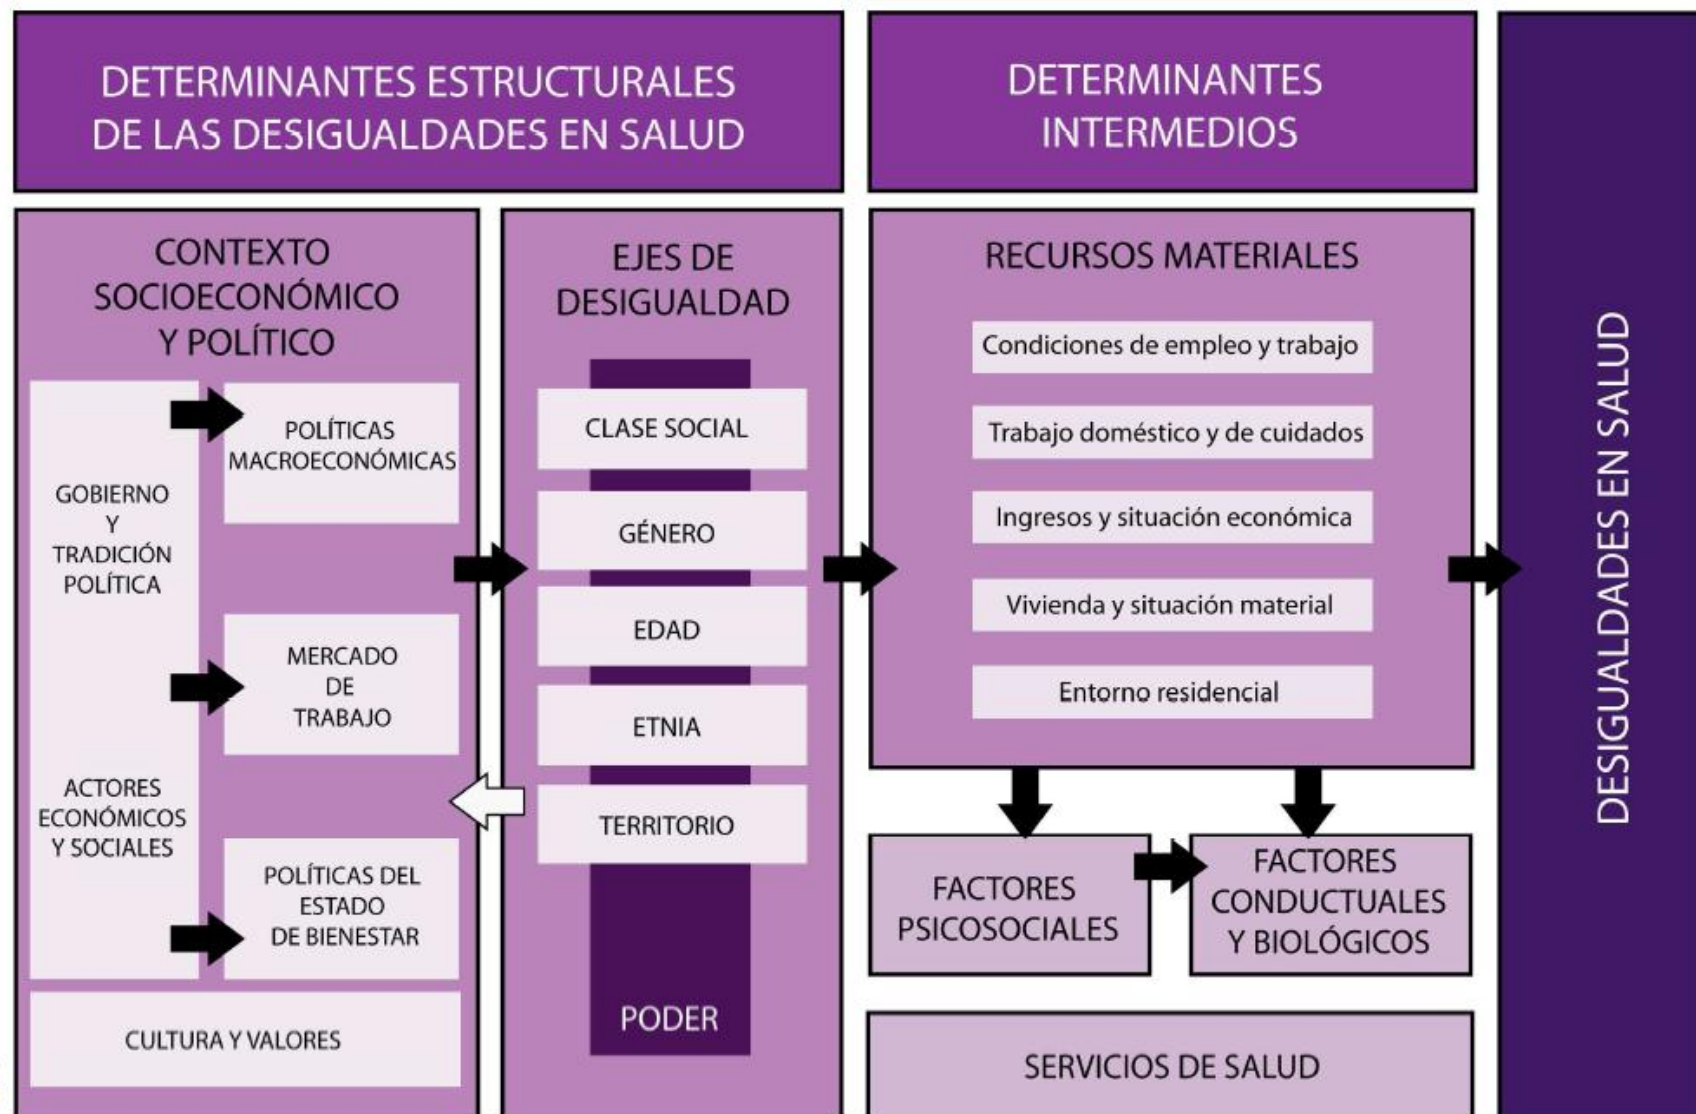 DETERMINANTES ESTRUCTURALES
DE LAS DESIGUALDADES EN SALUD
CONTEXTO
SOCIOECONÓMICO
Y POLÍTICO
GOBIERNO
Y
TRADICIÓN
POLÍTICA
ACTORES
ECONÓMICOS
Y SOCIALES
POLÍTICAS
MACROECONÓMICAS
MERCADO
DE
TRABAJO
POLÍTICAS DEL
ESTADO
DE BIENESTAR
CULTURA Y VALORES
EJES DE
DESIGUALDAD
CLASE SOCIAL
GÉNERO
EDAD
ETNIA
TERRITORIO
PODER
DETERMINANTES
INTERMEDIOS
RECURSOS MATERIALES
Condiciones de empleo y trabajo
Trabajo doméstico y de cuidados
Ingresos y situación económica
Vivienda y situación material
Entorno residencial
FACTORES
PSICOSOCIALES
FACTORES
CONDUCTUALES
Y BIOLÓGICOS
SERVICIOS DE SALUD
DESIGUALDADES EN SALUD